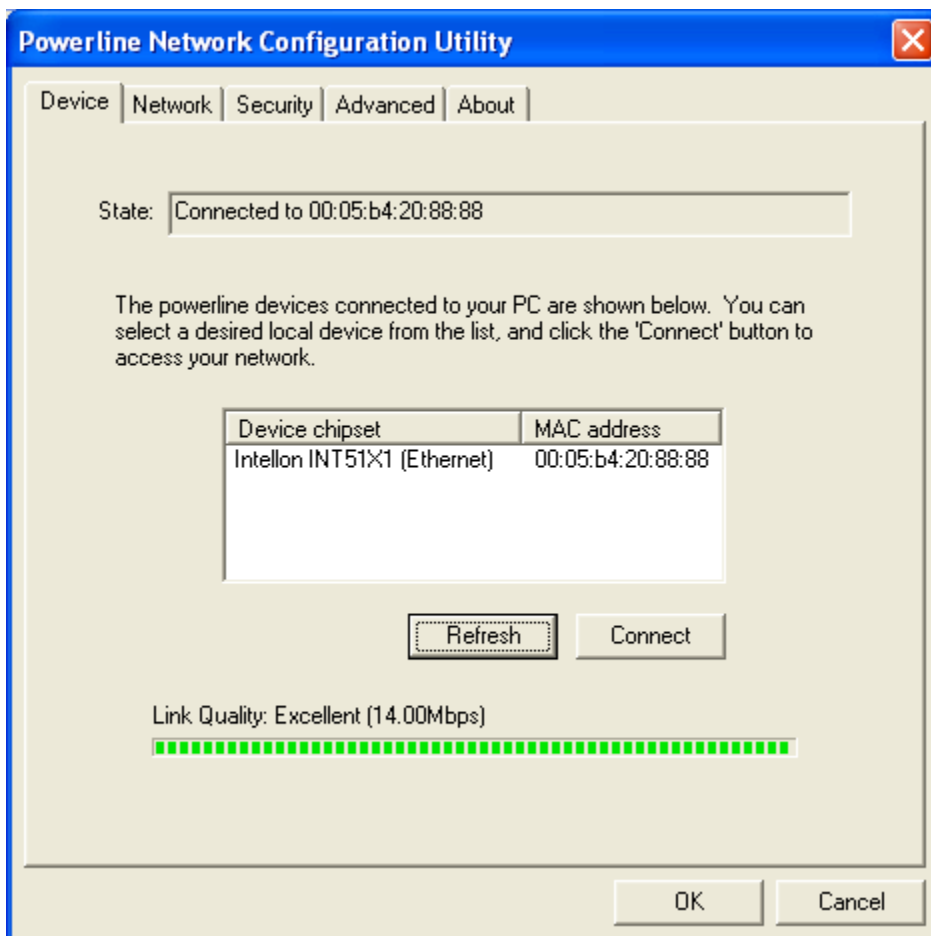 Powerline Network Configuration Utility
Device Network Security Advanced About
State: Connected to 00:05:b4:20:88:88
The powerline devices connected to your PC are shown below. You can
select a desired local device from the list, and click the 'Connect' button to
access your network.
Device chipset MAC address
Intellon INT51X1 (Ethernet) 00:05:b4:20:88:88
Refresh Connect
Link Quality: Excellent (14.00Mbps)
OK Cancel